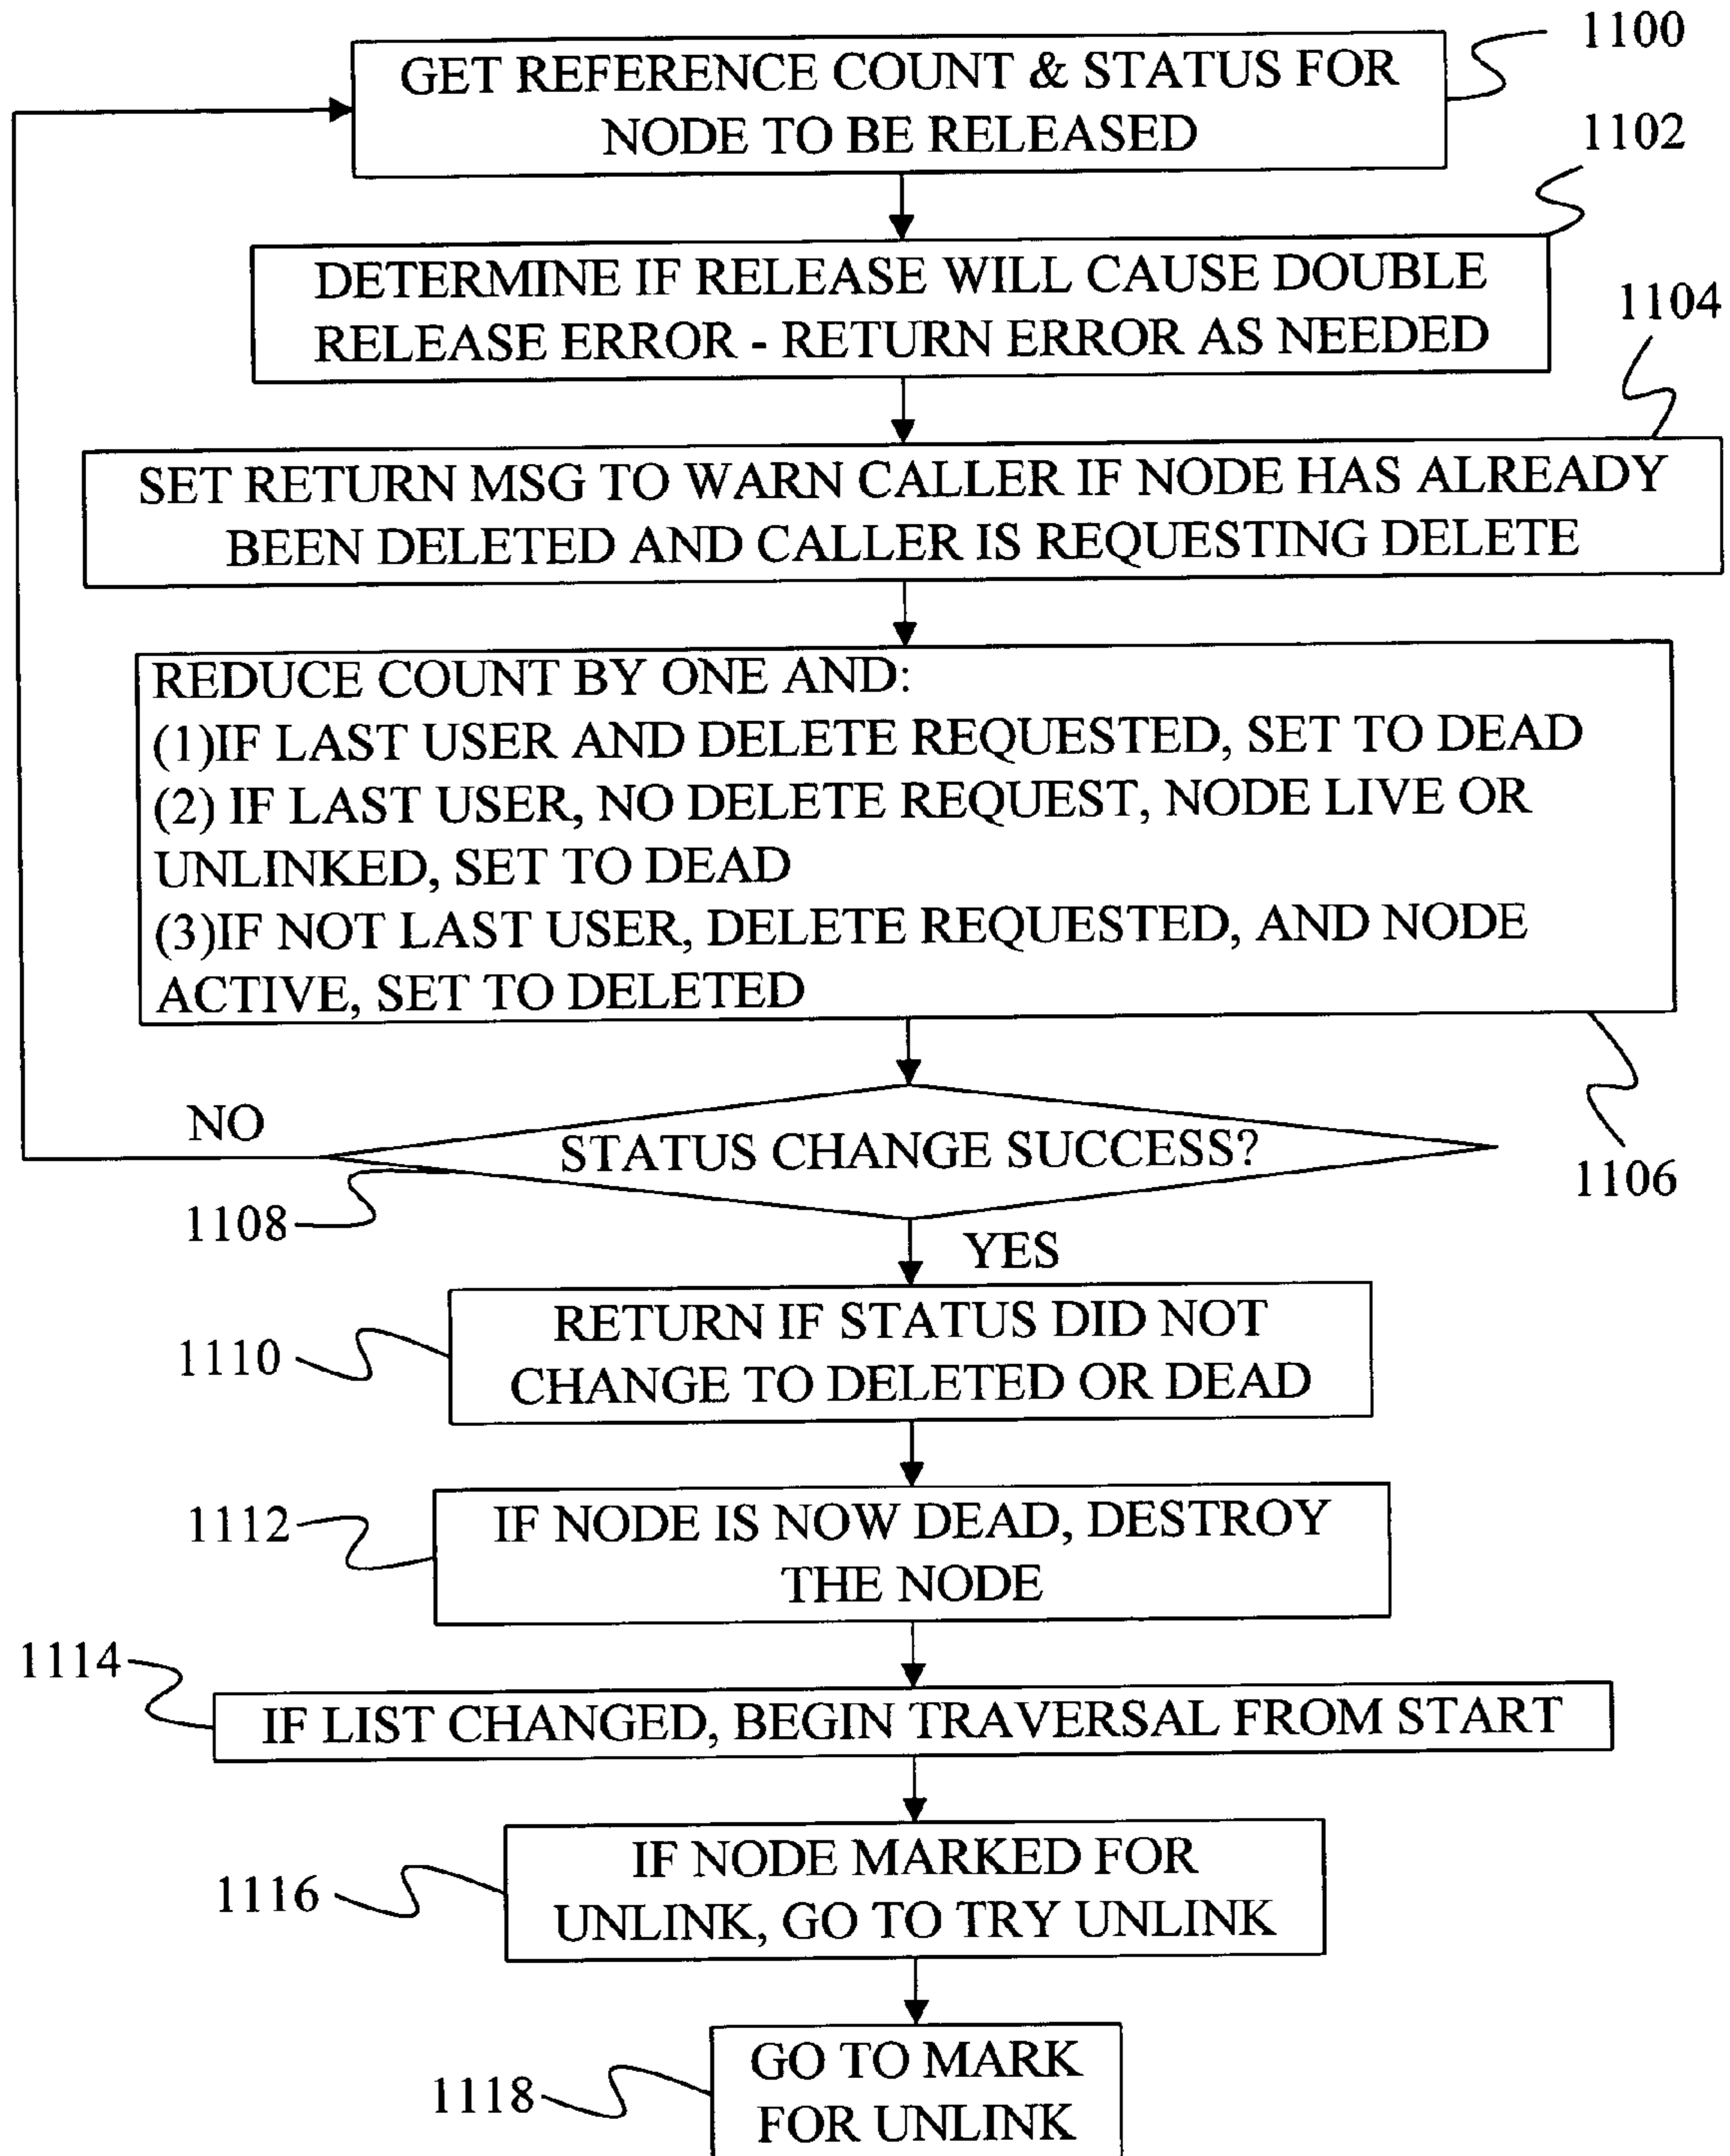 1100
GET REFERENCE COUNT & STATUS FOR
NODE TO BE RELEASED
1102
DETERMINE IF RELEASE WILL CAUSE DOUBLE
RELEASE ERROR - RETURN ERROR AS NEEDED
1104
SET RETURN MSG TO WARN CALLER IF NODE HAS ALREADY
BEEN DELETED AND CALLER IS REQUESTING DELETE
REDUCE COUNT BY ONE AND:
(1)IF LAST USER AND DELETE REQUESTED, SET TO DEAD
(2) IF LAST USER, NO DELETE REQUEST, NODE LIVE OR
UNLINKED, SET TO DEAD
(3)IF NOT LAST USER, DELETE REQUESTED, AND NODE
ACTIVE, SET TO DELETED
1106
NO
STATUS CHANGE SUCCESS?
1108
YES
1110
RETURN IF STATUS DID NOT
CHANGE TO DELETED OR DEAD
1112
IF NODE IS NOW DEAD, DESTROY
THE NODE
1114
IF LIST CHANGED, BEGIN TRAVERSAL FROM START
1116
IF NODE MARKED FOR
UNLINK, GO TO TRY UNLINK
1118
GO TO MARK
FOR UNLINK